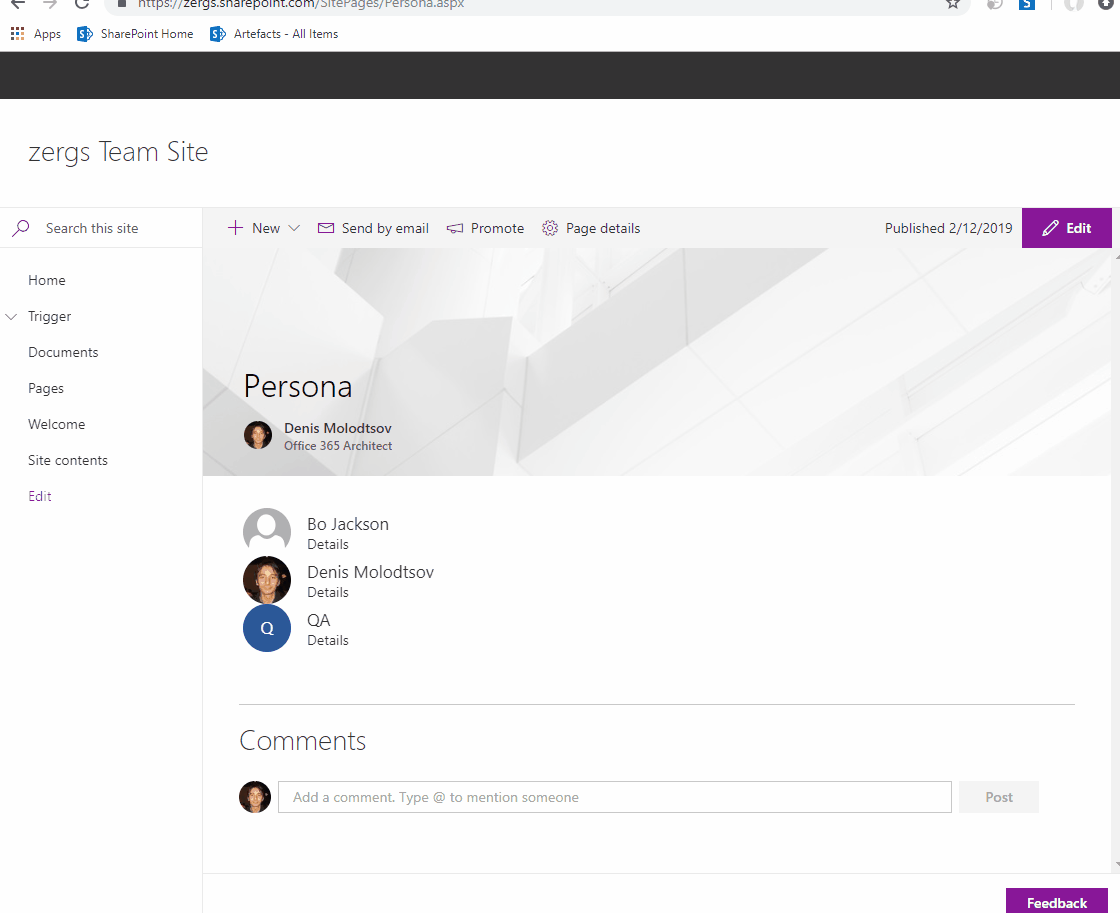 https://zergs.sharepoint.com/SitePages/Persona.aspx
Apps SharePoint Home Artefacts - All Items
zergs Team Site
Search this site
New Send by email Promote Page details Published 2/12/2019 Edit
Home
Trigger
Documents
Pages
Welcome
Site contents
Edit
Persona
Denis Molodtsov
Office 365 Architect
Bo Jackson
Details
Denis Molodtsov
Details
Q
QA
Details
Comments
Add a comment. Type @ to mention someone
Post
Feedback